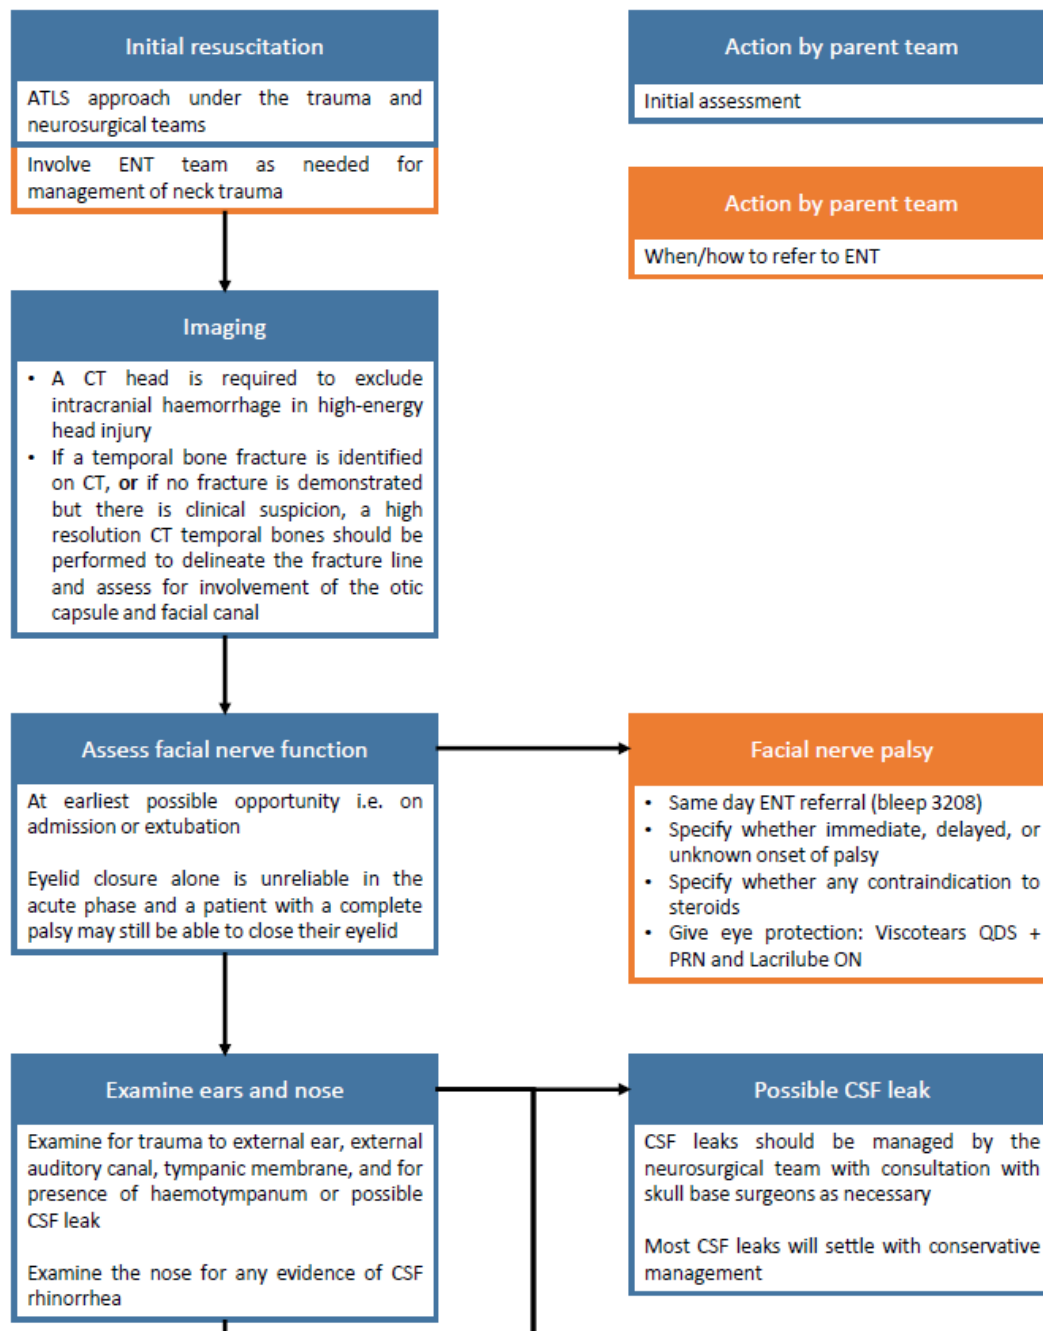 Initial resuscitation
ATLS approach under the trauma and
neurosurgical teams
Involve ENT team as needed for
management of neck trauma
Action by parent team
Initial assessment
Action by parent team
When/how to refer to ENT
Imaging
• A CT head is required to exclude
intracranial haemorrhage in high-energy
head injury
• If a temporal bone fracture is identified
on CT, or if no fracture is demonstrated
but there is clinical suspicion, a high
resolution CT temporal bones should be
performed to delineate the fracture line
and assess for involvement of the otic
capsule and facial canal
Assess facial nerve function
At earliest possible opportunity i.e. on
admission or extubation
Eyelid closure alone is unreliable in the
acute phase and a patient with a complete
palsy may still be able to close their eyelid
Facial nerve palsy
• Same day ENT referral (bleep 3208)
• Specify whether immediate, delayed, or
unknown onset of palsy
• Specify whether any contraindication to
steroids
• Give eye protection: Viscotears QDS +
PRN and Lacrilube ON
Examine ears and nose
Examine for trauma to external ear, external
auditory canal, tympanic membrane, and for
presence of haemotympanum or possible
CSF leak
Examine the nose for any evidence of CSF
rhinorrhea
Possible CSF leak
CSF leaks should be managed by the
neurosurgical team with consultation with
skull base surgeons as necessary
Most CSF leaks will settle with conservative
management